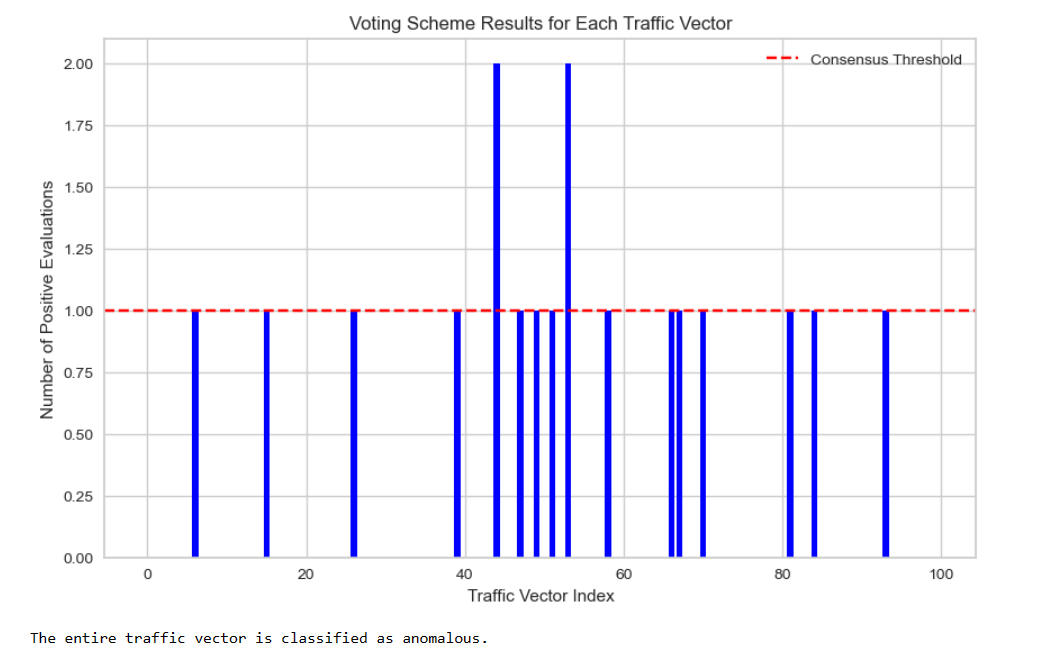 Voting Scheme Results for Each Traffic Vector
Consensus Threshold
Number of Positive Evaluations
2.00
1.75
1.50
1.25
1.00
0.75
0.50
0.25
0.00
0 20 40 60 80 100
Traffic Vector Index
The entire traffic vector is classified as anomalous.